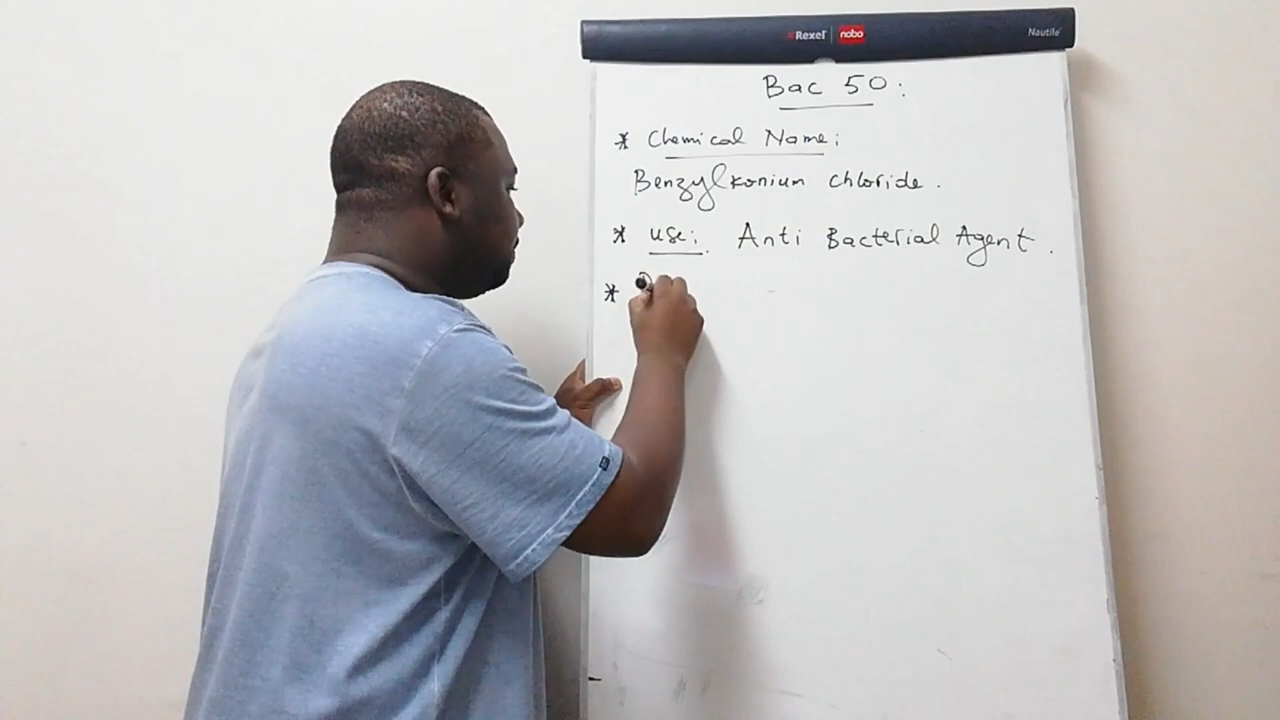 Rexel nobo Nautile
Bac 50:
* Chemical Name:
Benzylkonium chloride.
* Use: Anti Bacterial Agent.
*